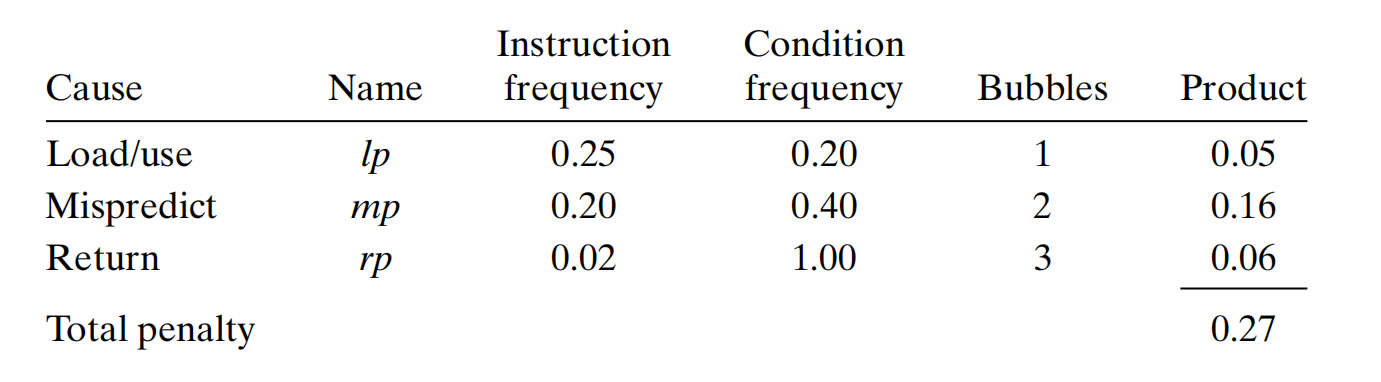 Instruction Condition
Cause Name frequency frequency Bubbles Product
Load/use lp 0.25 0.20 1 0.05
Mispredict mp 0.20 0.40 2 0.16
Return rp 0.02 1.00 3 0.06
Total penalty 0.27